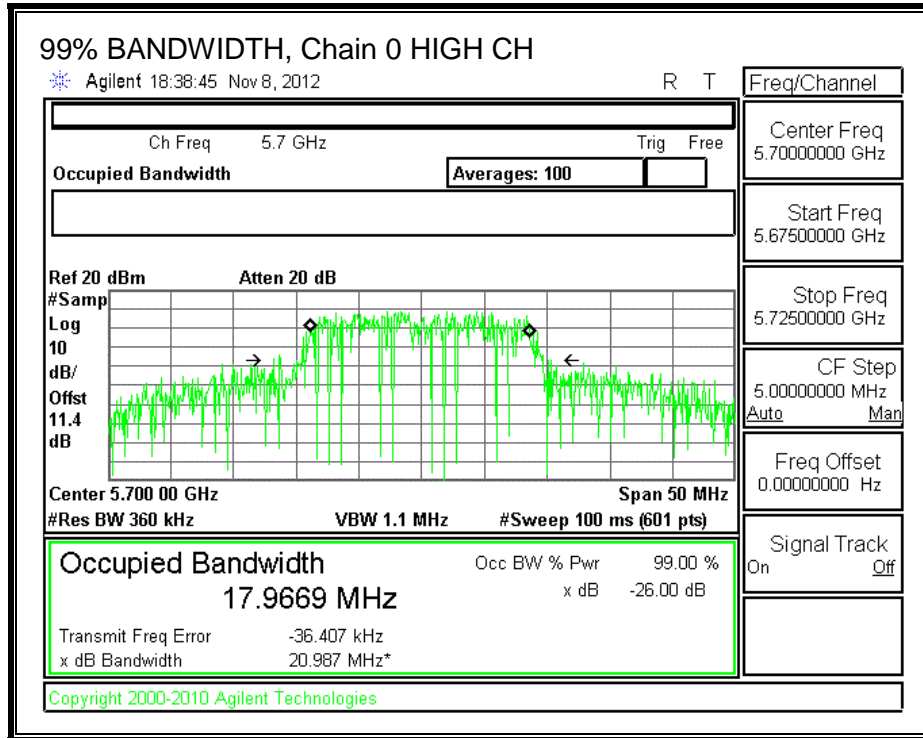 99% BANDWIDTH, Chain 0 HIGH CH
Agilent 18:38:45 Nov 8, 2012 R T
Freq/Channel
Ch Freq 5.7 GHz Trig Free
Occupied Bandwidth Averages: 100
Center Freq
5.70000000 GHz
Start Freq
5.67500000 GHz
Stop Freq
5.72500000 GHz
CF Step
5.00000000 MHz
Auto Man
Freq Offset
0.00000000 Hz
Signal Track
On Off
Ref 20 dBm Atten 20 dB
#Samp
Log
10
dB/
Offst
11.4
dB
Center 5.700 00 GHz Span 50 MHz
#Res BW 360 kHz VBW 1.1 MHz #Sweep 100 ms (601 pts)
Occupied Bandwidth Occ BW % Pwr 99.00 %
17.9669 MHz x dB -26.00 dB
Transmit Freq Error -36.407 kHz
x dB Bandwidth 20.987 MHz*
Copyright 2000-2010 Agilent Technologies